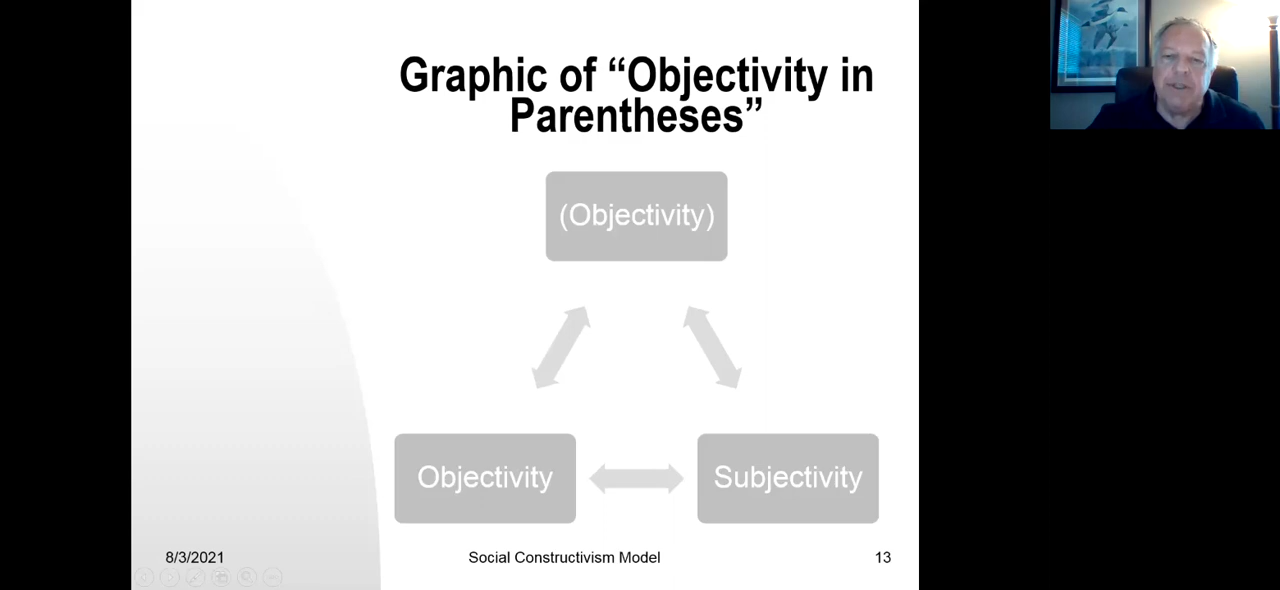 Graphic of “Objectivity in
Parentheses”
(Objectivity)
Objectivity
Subjectivity
8/3/2021
Social Constructivism Model
13